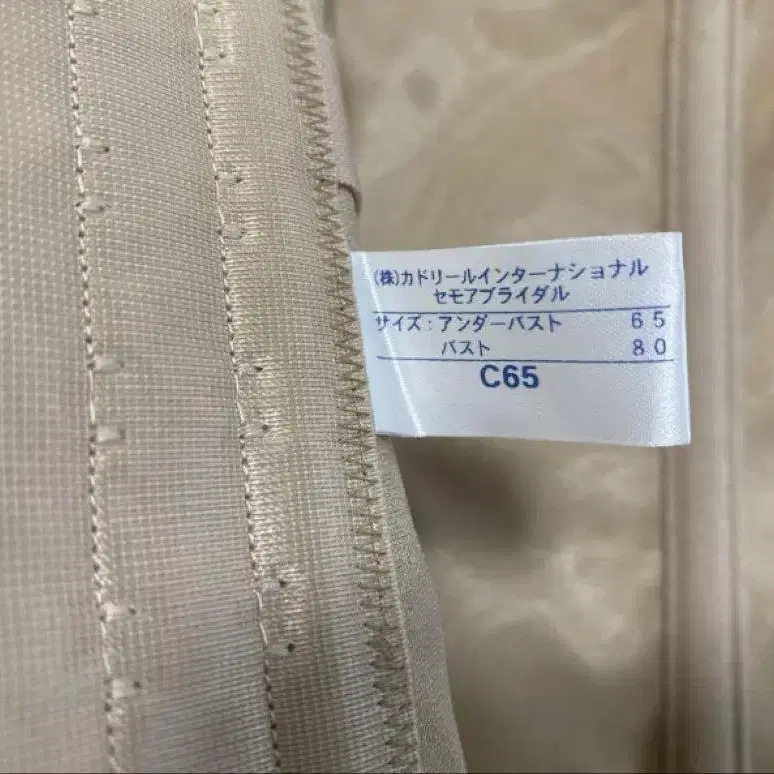 (株)カドリールインターナショナル
セモアブライダル
サイズ:アンダーバスト 65
バスト 80
C65